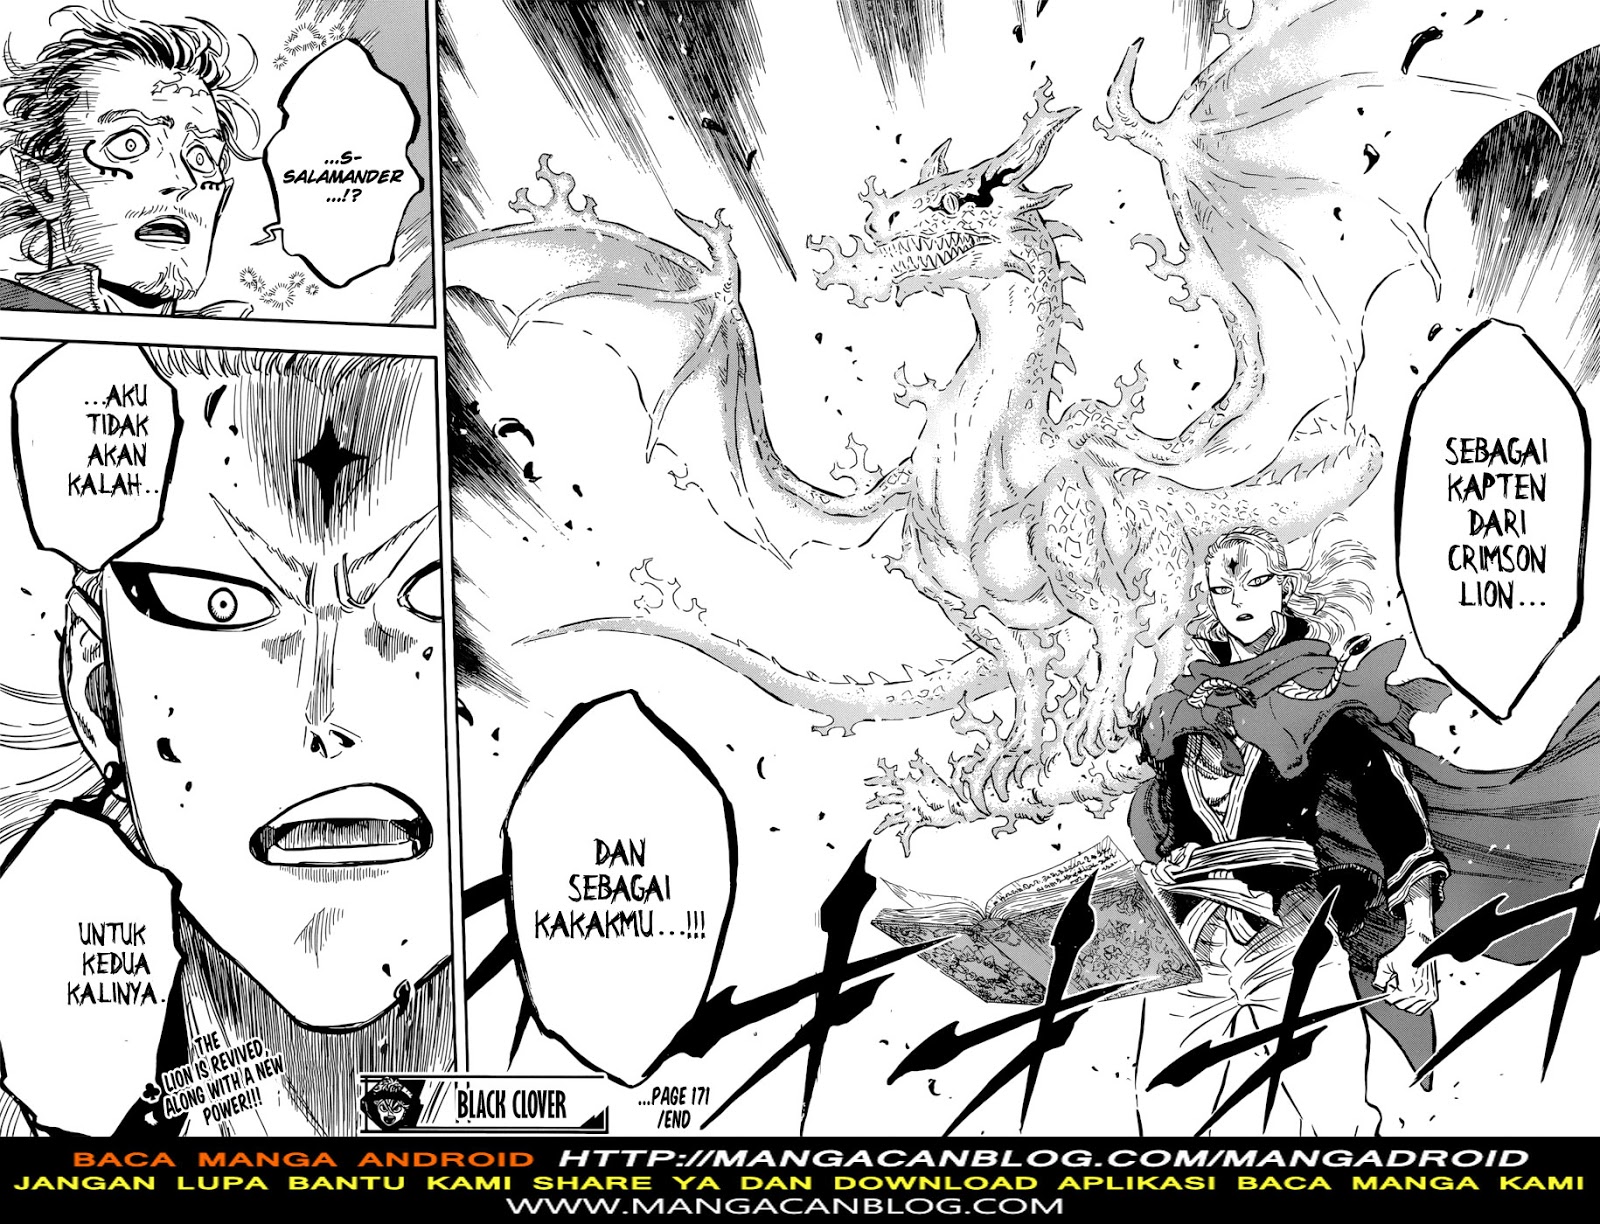 SEBAGAI
KAPTEN
DARI
CRIMSON
LION...
DAN
SEBAGAI
KAKAKMU...!!!
...S-
SALAMANDER
...!?
...AKU
TIDAK
AKAN
KALAH..
UNTUK
KEDUA
KALINYA.
THE
LION IS REVIVED,
ALONG WITH A NEW
POWER!!!
BLACK CLOVER
...PAGE 171
/END
BACA MANGA ANDROID HTTP://MANGACANBLOG.COM/MANGADROID
JANGAN LUPA BANTU KAMI SHARE YA DAN DOWNLOAD APLIKASI BACA MANGA KAMI
WWW.MANGACANBLOG.COM